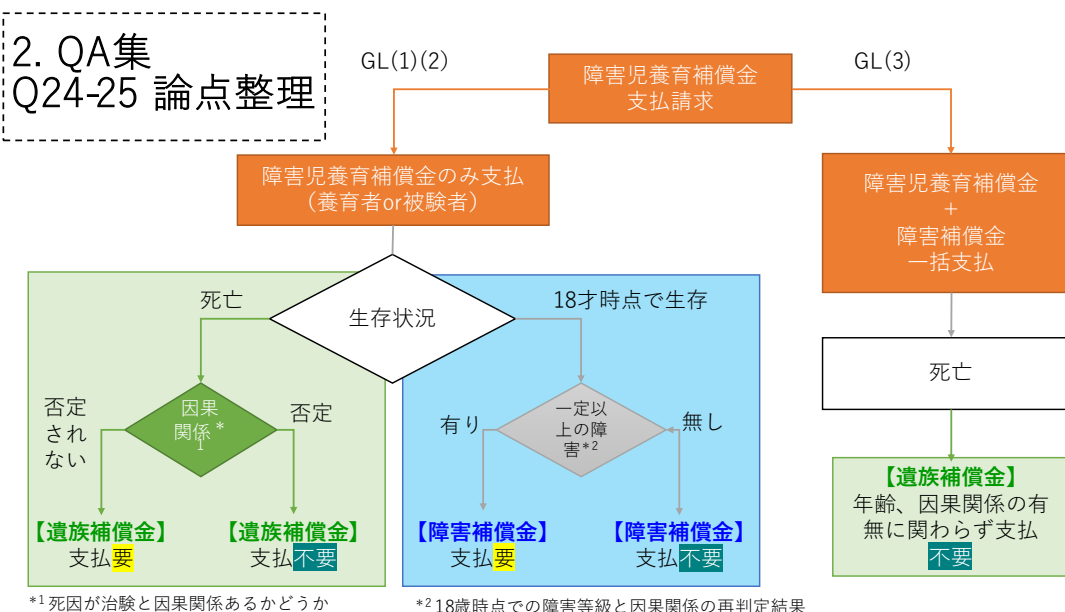 2. QA集
Q24-25 論点整理
GL(1)(2)
障害児養育補償金
支払請求
GL(3)
障害児養育補償金のみ支払
（養育者or被験者）
障害児養育補償金
+
障害補償金
一括支払
生存状況
死亡
18才時点で生存
因果
関係*
1
否定
され
ない
否定
一定以
上の障
害*2
有り
無し
死亡
【遺族補償金】
支払要
【遺族補償金】
支払不要
【障害補償金】
支払要
【障害補償金】
支払不要
【遺族補償金】
年齢、因果関係の有
無に関わらず支払
不要
*1 死因が治験と因果関係あるかどうか
*2 18歳時点での障害等級と因果関係の再判定結果